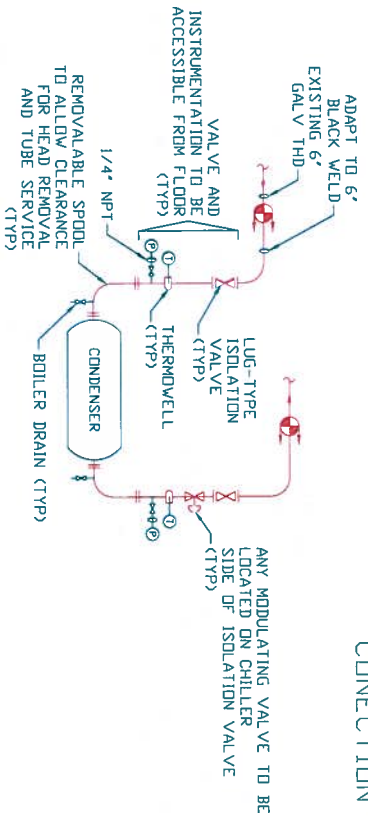 CONECTION
ADAPT TO 6"
BLACK WELD
EXISTING 6"
GALV THD
VALVE AND
INSTRUMENTATION TO BE
ACCESSIBLE FROM FLOOR
(TYP)
1/4" NPT
REMOVALABLE SPOOL
TO ALLOW CLEARANCE
FOR HEAD REMOVAL
AND TUBE SERVICE
(TYP)
LUG-TYPE
ISOLATION
VALVE
(TYP)
THERMOWELL
(TYP)
P
T
CONDENSER
BOILER DRAIN (TYP)
T
P
ANY MODULATING VALVE TO BE
LOCATED ON CHILLER
SIDE OF ISOLATION VALVE
(TYP)